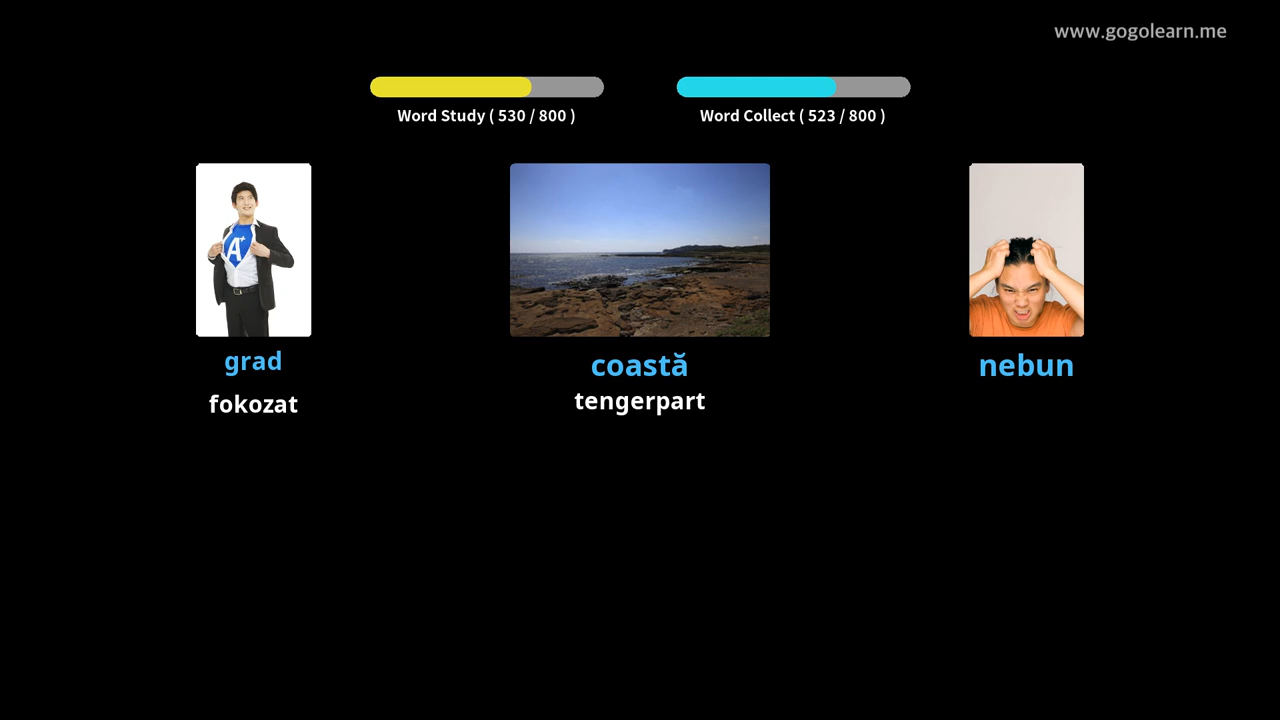 www.gogolearn.me
Word Study ( 530 / 800 )
Word Collect ( 523 / 800 )
A+
grad
coastă
nebun
fokozat
tengerpart